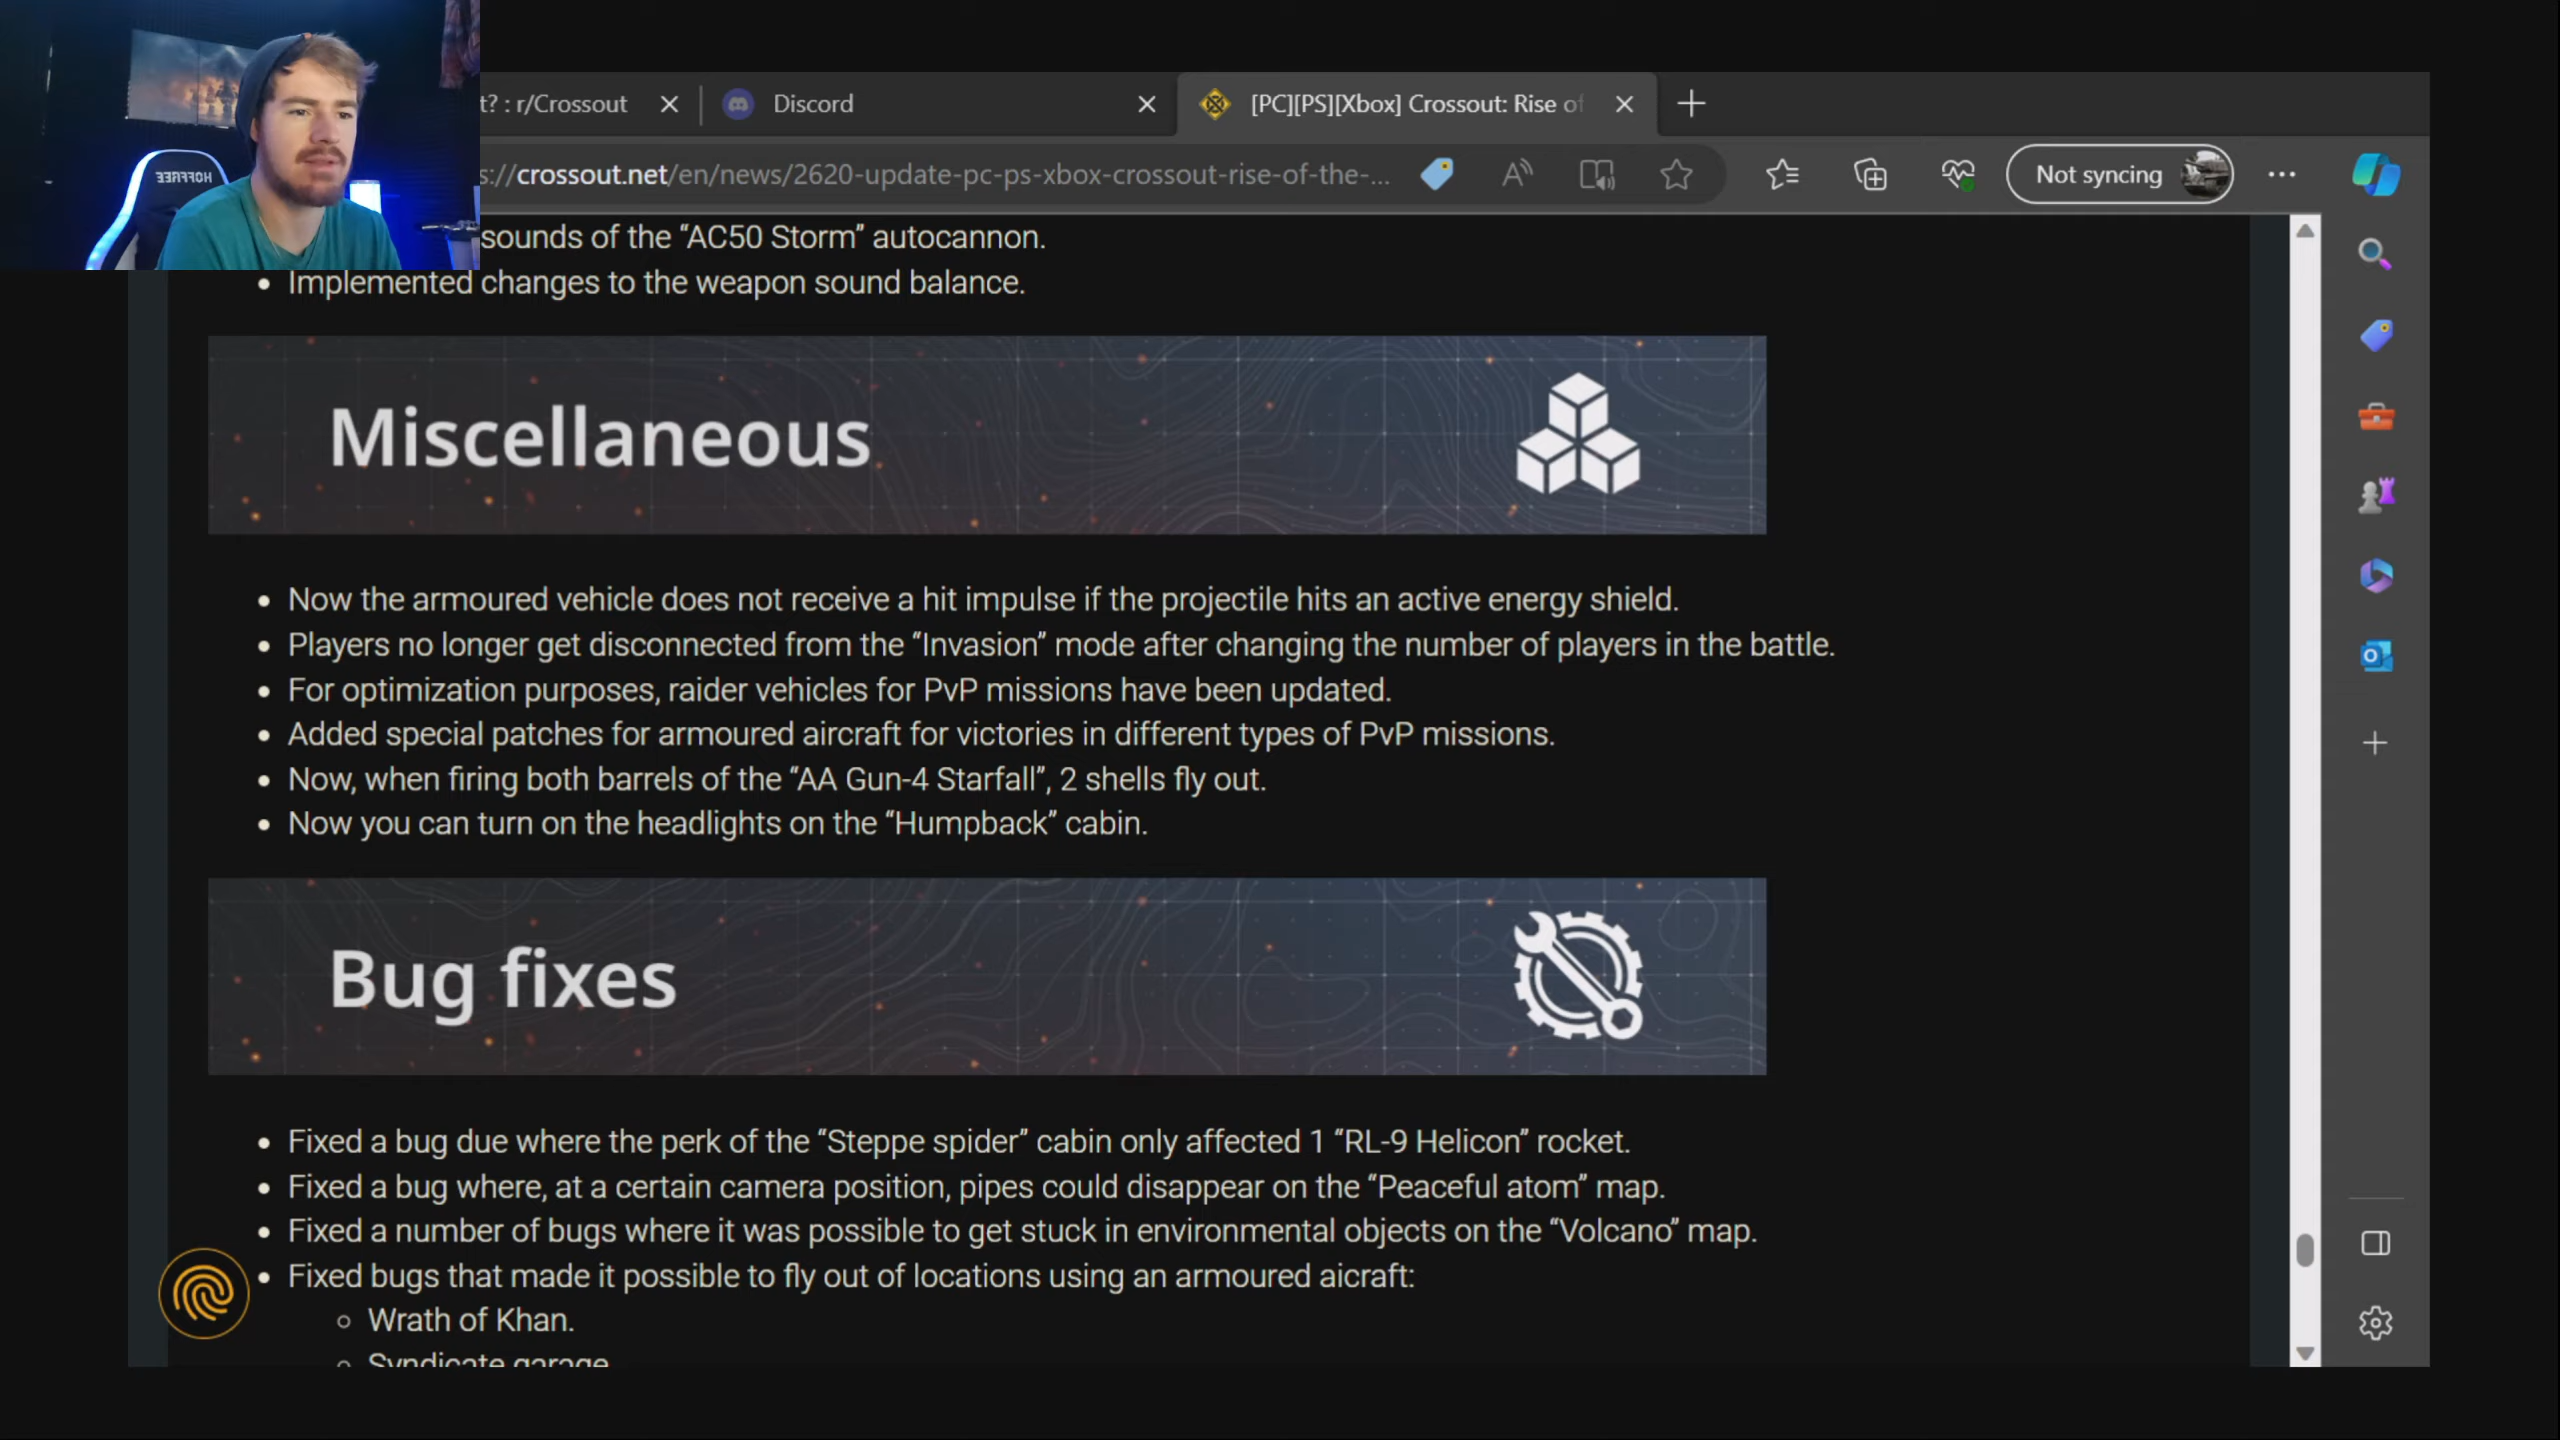 t? : r/Crossout
Discord
[PC][PS][Xbox] Crossout: Rise of
s://crossout.net/en/news/2620-update-pc-ps-xbox-crossout-rise-of-the-...
Not syncing
HOFFREE
sounds of the “AC50 Storm” autocannon.
• Implemented changes to the weapon sound balance.
Miscellaneous
• Now the armoured vehicle does not receive a hit impulse if the projectile hits an active energy shield.
• Players no longer get disconnected from the “Invasion” mode after changing the number of players in the battle.
• For optimization purposes, raider vehicles for PvP missions have been updated.
• Added special patches for armoured aircraft for victories in different types of PvP missions.
• Now, when firing both barrels of the “AA Gun-4 Starfall”, 2 shells fly out.
• Now you can turn on the headlights on the “Humpback” cabin.
Bug fixes
• Fixed a bug due where the perk of the “Steppe spider” cabin only affected 1 “RL-9 Helicon” rocket.
• Fixed a bug where, at a certain camera position, pipes could disappear on the “Peaceful atom” map.
• Fixed a number of bugs where it was possible to get stuck in environmental objects on the “Volcano” map.
• Fixed bugs that made it possible to fly out of locations using an armoured aicraft:
○ Wrath of Khan.
○ Syndicate garage